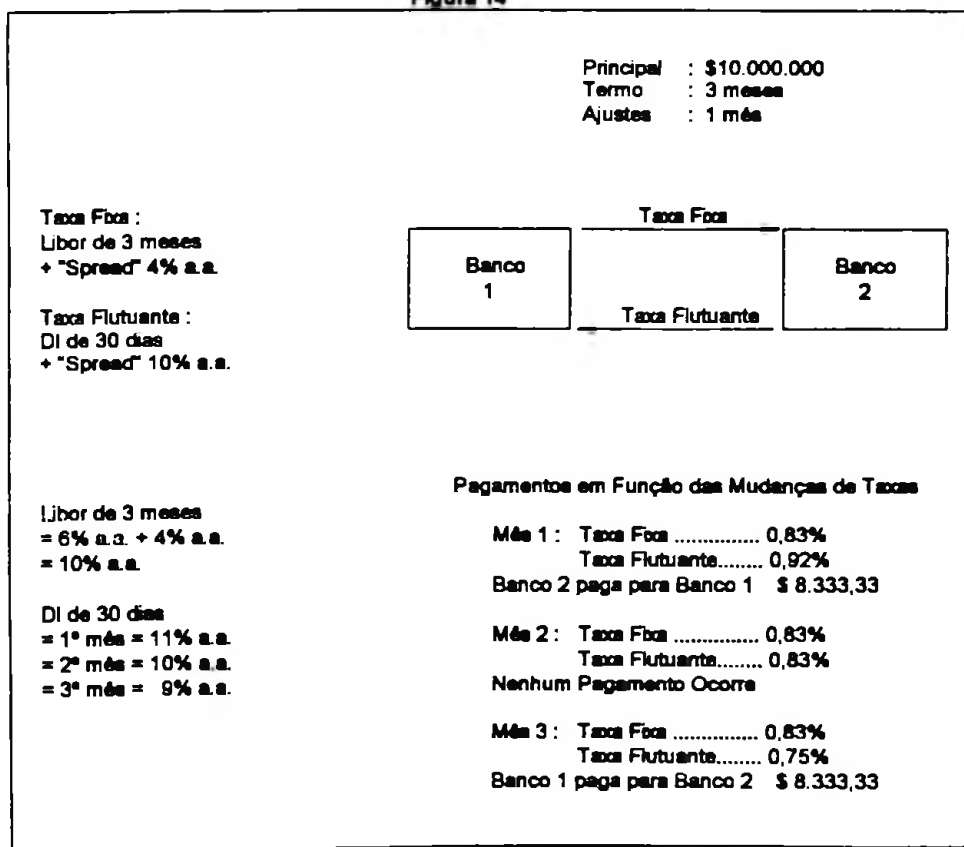 Figura 14
Principal : $10.000.000
Termo : 3 meses
Ajustes : 1 mês
Taxa Fixa :
Libor de 3 meses
+ "Spread" 4% a.a.
Taxa Flutuante :
DI de 30 dias
+ "Spread" 10% a.a.
Taxa Fixa
Banco
1
Banco
2
Taxa Flutuante
Libor de 3 meses
= 6% a.a. + 4% a.a.
= 10% a.a.
DI de 30 dias
= 1º mês = 11% a.a.
= 2º mês = 10% a.a.
= 3º mês = 9% a.a.
Pagamentos em Função das Mudanças de Taxas
Mês 1 : Taxa Fixa ............... 0,83%
Taxa Flutuante........ 0,92%
Banco 2 paga para Banco 1 $ 8.333,33
Mês 2 : Taxa Fixa ............... 0,83%
Taxa Flutuante........ 0,83%
Nenhum Pagamento Ocorre
Mês 3 : Taxa Fixa ............... 0,83%
Taxa Flutuante........ 0,75%
Banco 1 paga para Banco 2 $ 8.333,33